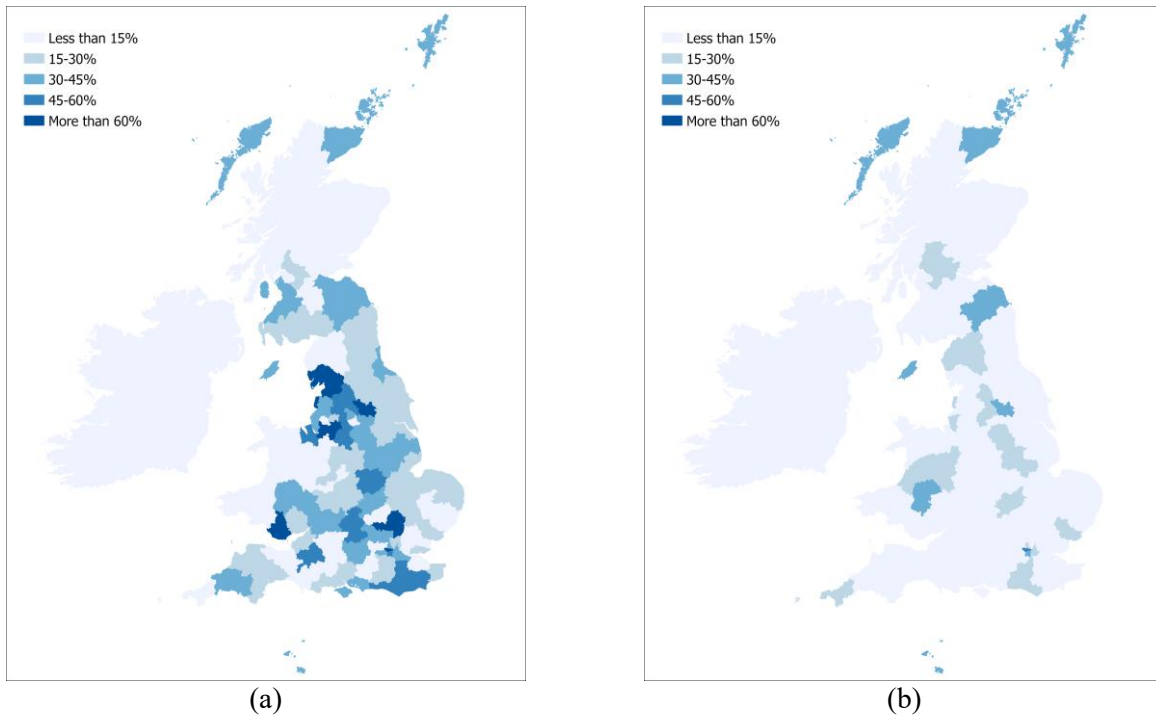 Less than 15%
15-30%
30-45%
45-60%
More than 60%
(a)
Less than 15%
15-30%
30-45%
45-60%
More than 60%
(b)